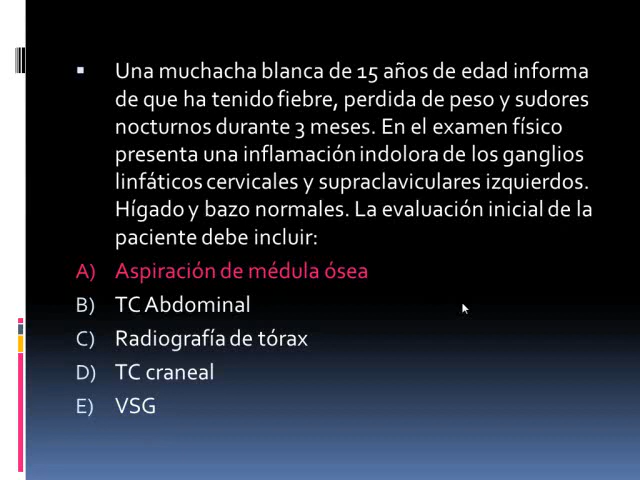 Una muchacha blanca de 15 años de edad informa
de que ha tenido fiebre, perdida de peso y sudores
nocturnos durante 3 meses. En el examen físico
presenta una inflamación indolora de los ganglios
linfáticos cervicales y supraclaviculares izquierdos.
Hígado y bazo normales. La evaluación inicial de la
paciente debe incluir:
A) Aspiración de médula ósea
B) TC Abdominal
C) Radiografía de tórax
D) TC craneal
E) VSG